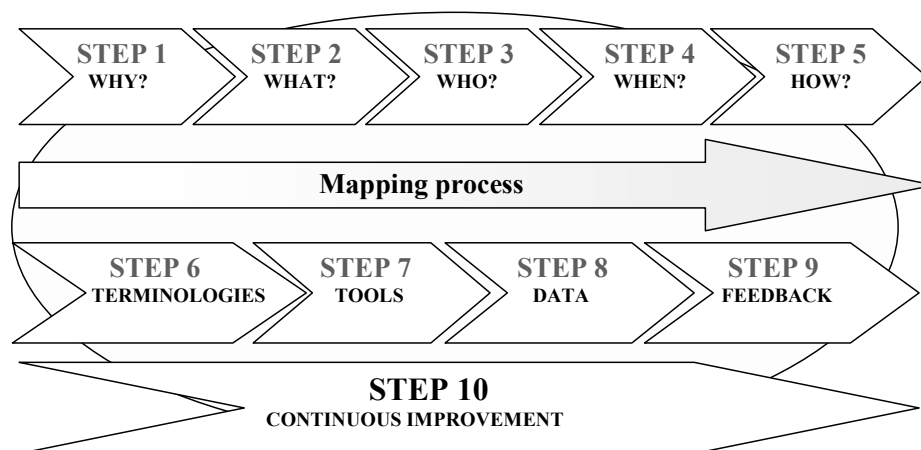 STEP 1
WHY?
STEP 2
WHAT?
STEP 3
WHO?
STEP 4
WHEN?
STEP 5
HOW?
Mapping process
STEP 6
TERMINOLOGIES
STEP 7
TOOLS
STEP 8
DATA
STEP 9
FEEDBACK
STEP 10
CONTINUOUS IMPROVEMENT